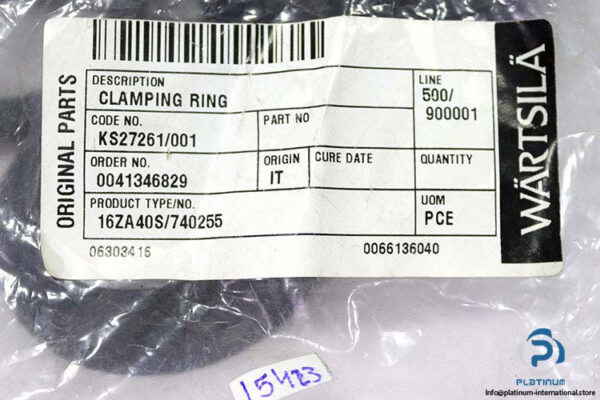 ORIGINAL PARTS
DESCRIPTION
CLAMPING RING
LINE
500/
900001
CODE NO.
KS27261/001
PART NO
ORDER NO.
0041346829
ORIGIN
IT
CURE DATE
QUANTITY
PRODUCT TYPE/NO.
16ZA40S/740255
UOM
PCE
06303416
0066136040
WÄRTSILÄ
15423
PLATINUM
Info@platinum-international.store